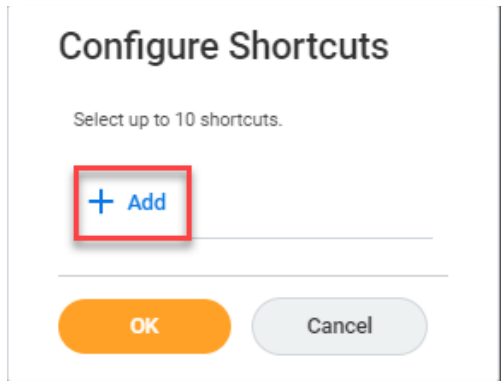 Configure Shortcuts
Select up to 10 shortcuts.
+ Add
OK
Cancel